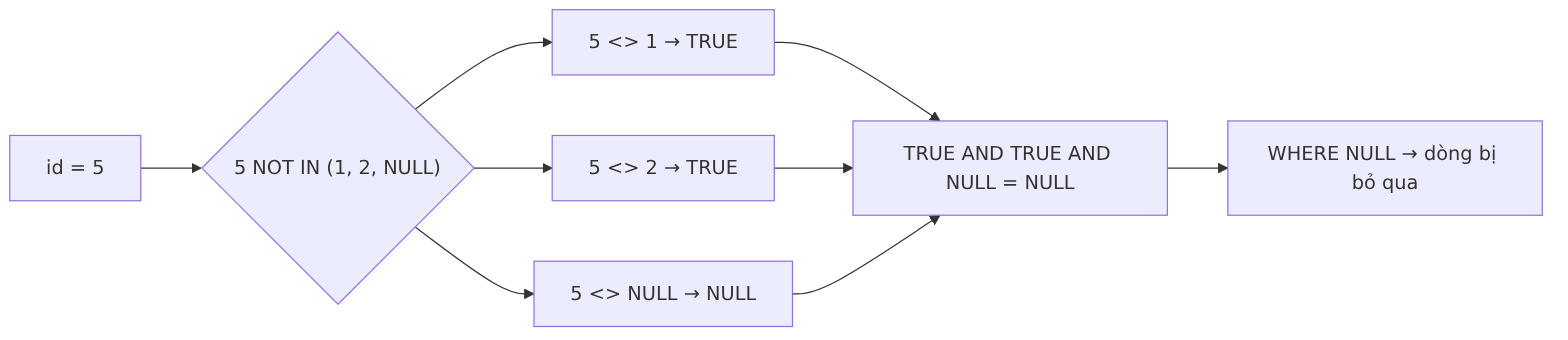 id = 5
5 NOT IN (1, 2, NULL)
5 <> 1 → TRUE
5 <> 2 → TRUE
5 <> NULL → NULL
TRUE AND TRUE AND
NULL = NULL
WHERE NULL → dòng bị
bỏ qua